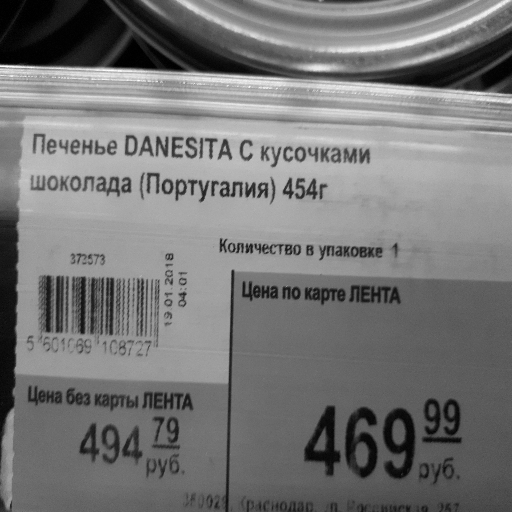 Печенье DANESITA С кусочками
шоколада (Португалия) 454г
Количество в упаковке 1
372573
19.01.2018
04:01
5 601069 108727
Цена по карте ЛЕНТА
469 99
руб.
Цена без карты ЛЕНТА
494 79
руб.
Краснодар,